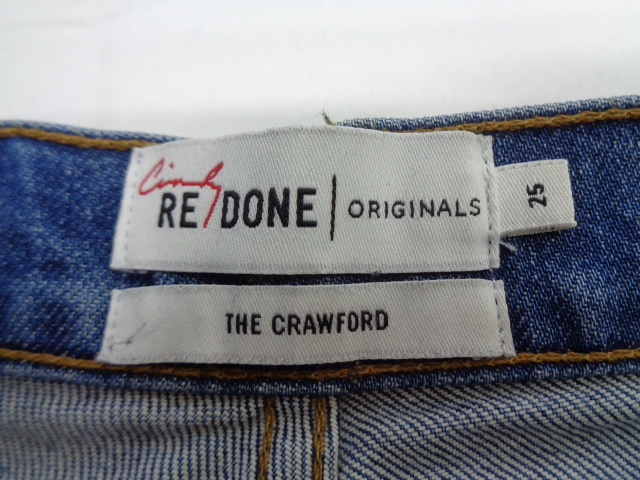 Cindy
RE/DONE | ORIGINALS
25
THE CRAWFORD